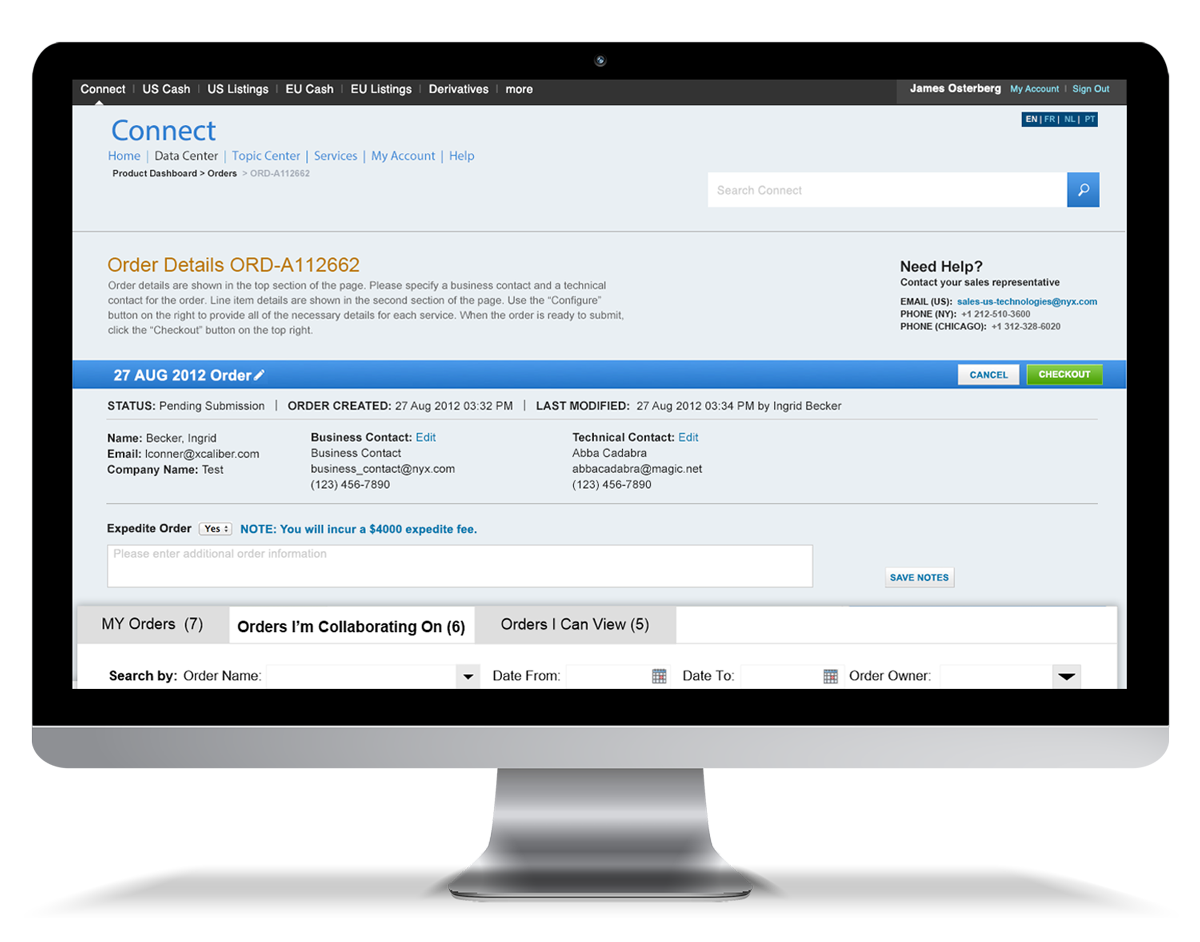 Connect | US Cash | US Listings | EU Cash | EU Listings | Derivatives | more
James Osterberg My Account | Sign Out
EN | FR | NL | PT
Connect
Home | Data Center | Topic Center | Services | My Account | Help
Product Dashboard > Orders > ORD-A112662
Search Connect
Order Details ORD-A112662
Order details are shown in the top section of the page. Please specify a business contact and a technical
contact for the order. Line item details are shown in the second section of the page. Use the “Configure”
button on the right to provide all of the necessary details for each service. When the order is ready to submit,
click the “Checkout” button on the top right.
Need Help?
Contact your sales representative
EMAIL (US): sales-us-technologies@nyx.com
PHONE (NY): +1 212-510-3600
PHONE (CHICAGO): +1 312-328-6020
27 AUG 2012 Order
CANCEL
CHECKOUT
STATUS: Pending Submission | ORDER CREATED: 27 Aug 2012 03:32 PM | LAST MODIFIED: 27 Aug 2012 03:34 PM by Ingrid Becker
Name: Becker, Ingrid
Email: lconner@xcaliber.com
Company Name: Test
Business Contact: Edit
Business Contact
business_contact@nyx.com
(123) 456-7890
Technical Contact: Edit
Abba Cadabra
abbacadabra@magic.net
(123) 456-7890
Expedite Order Yes NOTE: You will incur a $4000 expedite fee.
Please enter additional order information
SAVE NOTES
MY Orders (7)
Orders I’m Collaborating On (6)
Orders I Can View (5)
Search by: Order Name: Date From: Date To: Order Owner: